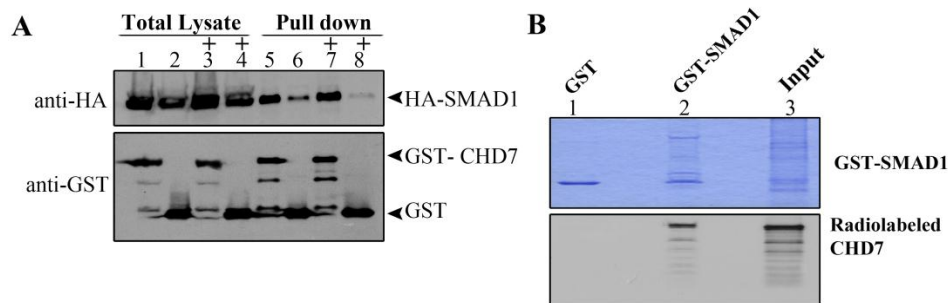 A
Total Lysate Pull down
+ + + +
1 2 3 4 5 6 7 8
anti-HA
HA-SMAD1
anti-GST
GST- CHD7
GST
B
GST
GST-SMAD1
Input
1 2 3
GST-SMAD1
Radiolabeled
CHD7